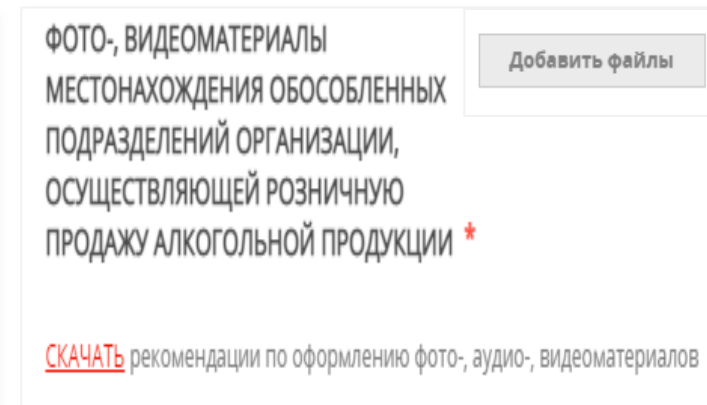 ФОТО-, ВИДЕОМАТЕРИАЛЫ
МЕСТОНАХОЖДЕНИЯ ОБОСОБЛЕННЫХ
ПОДРАЗДЕЛЕНИЙ ОРГАНИЗАЦИИ,
ОСУЩЕСТВЛЯЮЩЕЙ РОЗНИЧНУЮ
ПРОДАЖУ АЛКОГОЛЬНОЙ ПРОДУКЦИИ *
Добавить файлы
СКАЧАТЬ рекомендации по оформлению фото-, аудио-, видеоматериалов